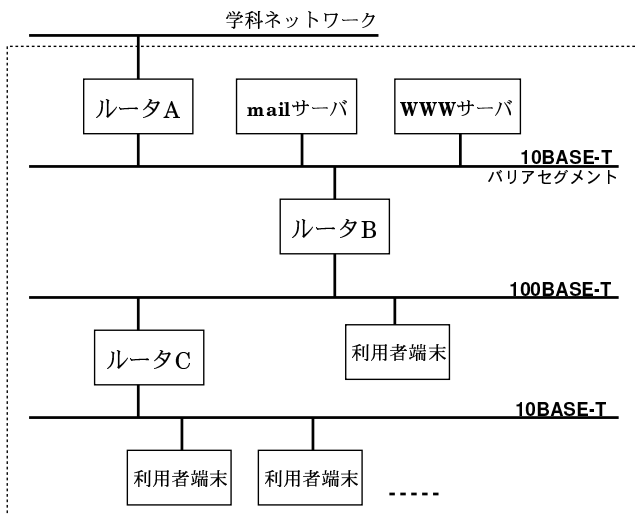 学科ネットワーク
ルータA
mailサーバ
WWWサーバ
10BASE-T
バリアセグメント
ルータB
100BASE-T
ルータC
利用者端末
10BASE-T
利用者端末
利用者端末